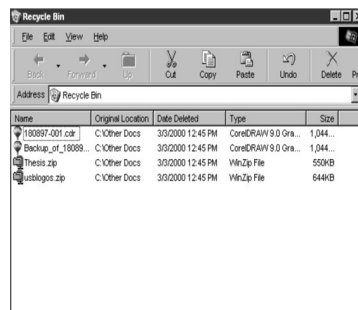 Recycle Bin
File Edit View Help
Back Forward Up Cut Copy Paste Undo Delete
Address Recycle Bin
Name Original Location Date Deleted Type Size
180897-001.cdr C:\Other Docs 3/3/2000 12:45 PM CorelDRAW 9.0 Gra... 1,044...
Backup_of_18089... C:\Other Docs 3/3/2000 12:45 PM CorelDRAW 9.0 Gra... 1,044...
Thesis.zip C:\Other Docs 3/3/2000 12:45 PM WinZip File 550KB
usblogos.zip C:\Other Docs 3/3/2000 12:45 PM WinZip File 644KB